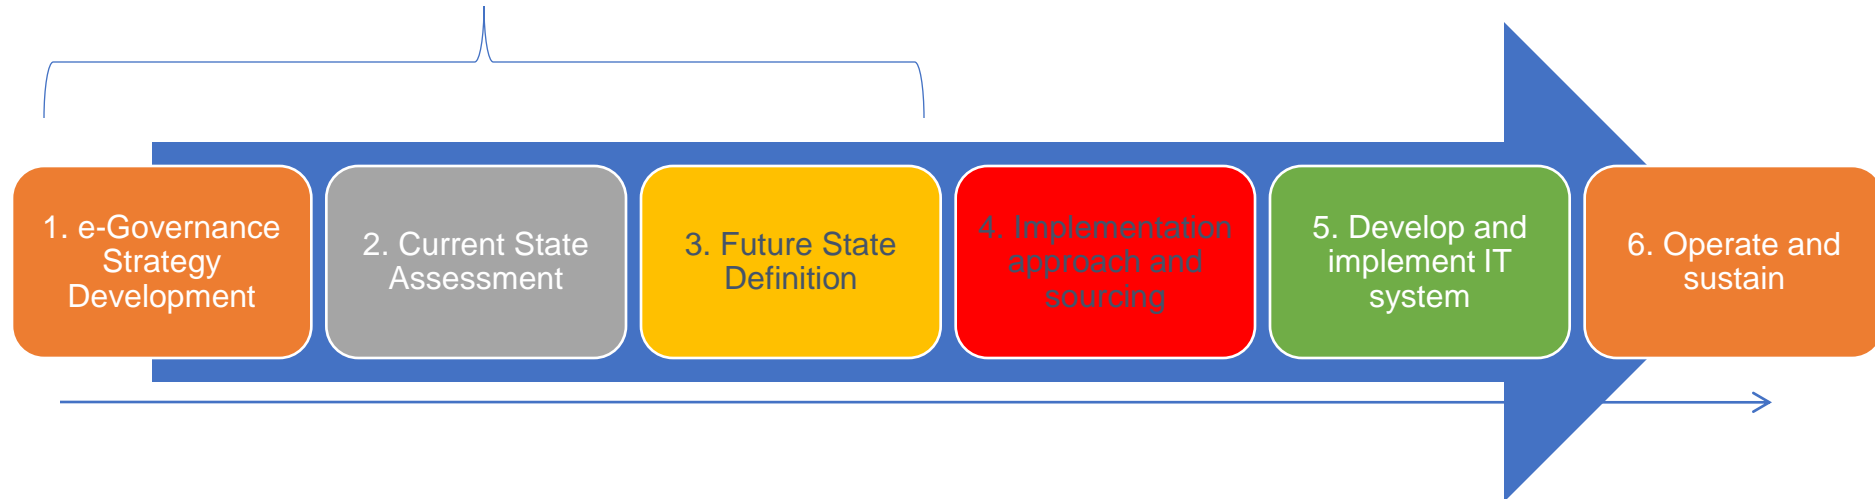 1. e-Governance
Strategy
Development
2. Current State
Assessment
3. Future State
Definition
4. Implementation
approach and
sourcing
5. Develop and
implement IT
system
6. Operate and
sustain